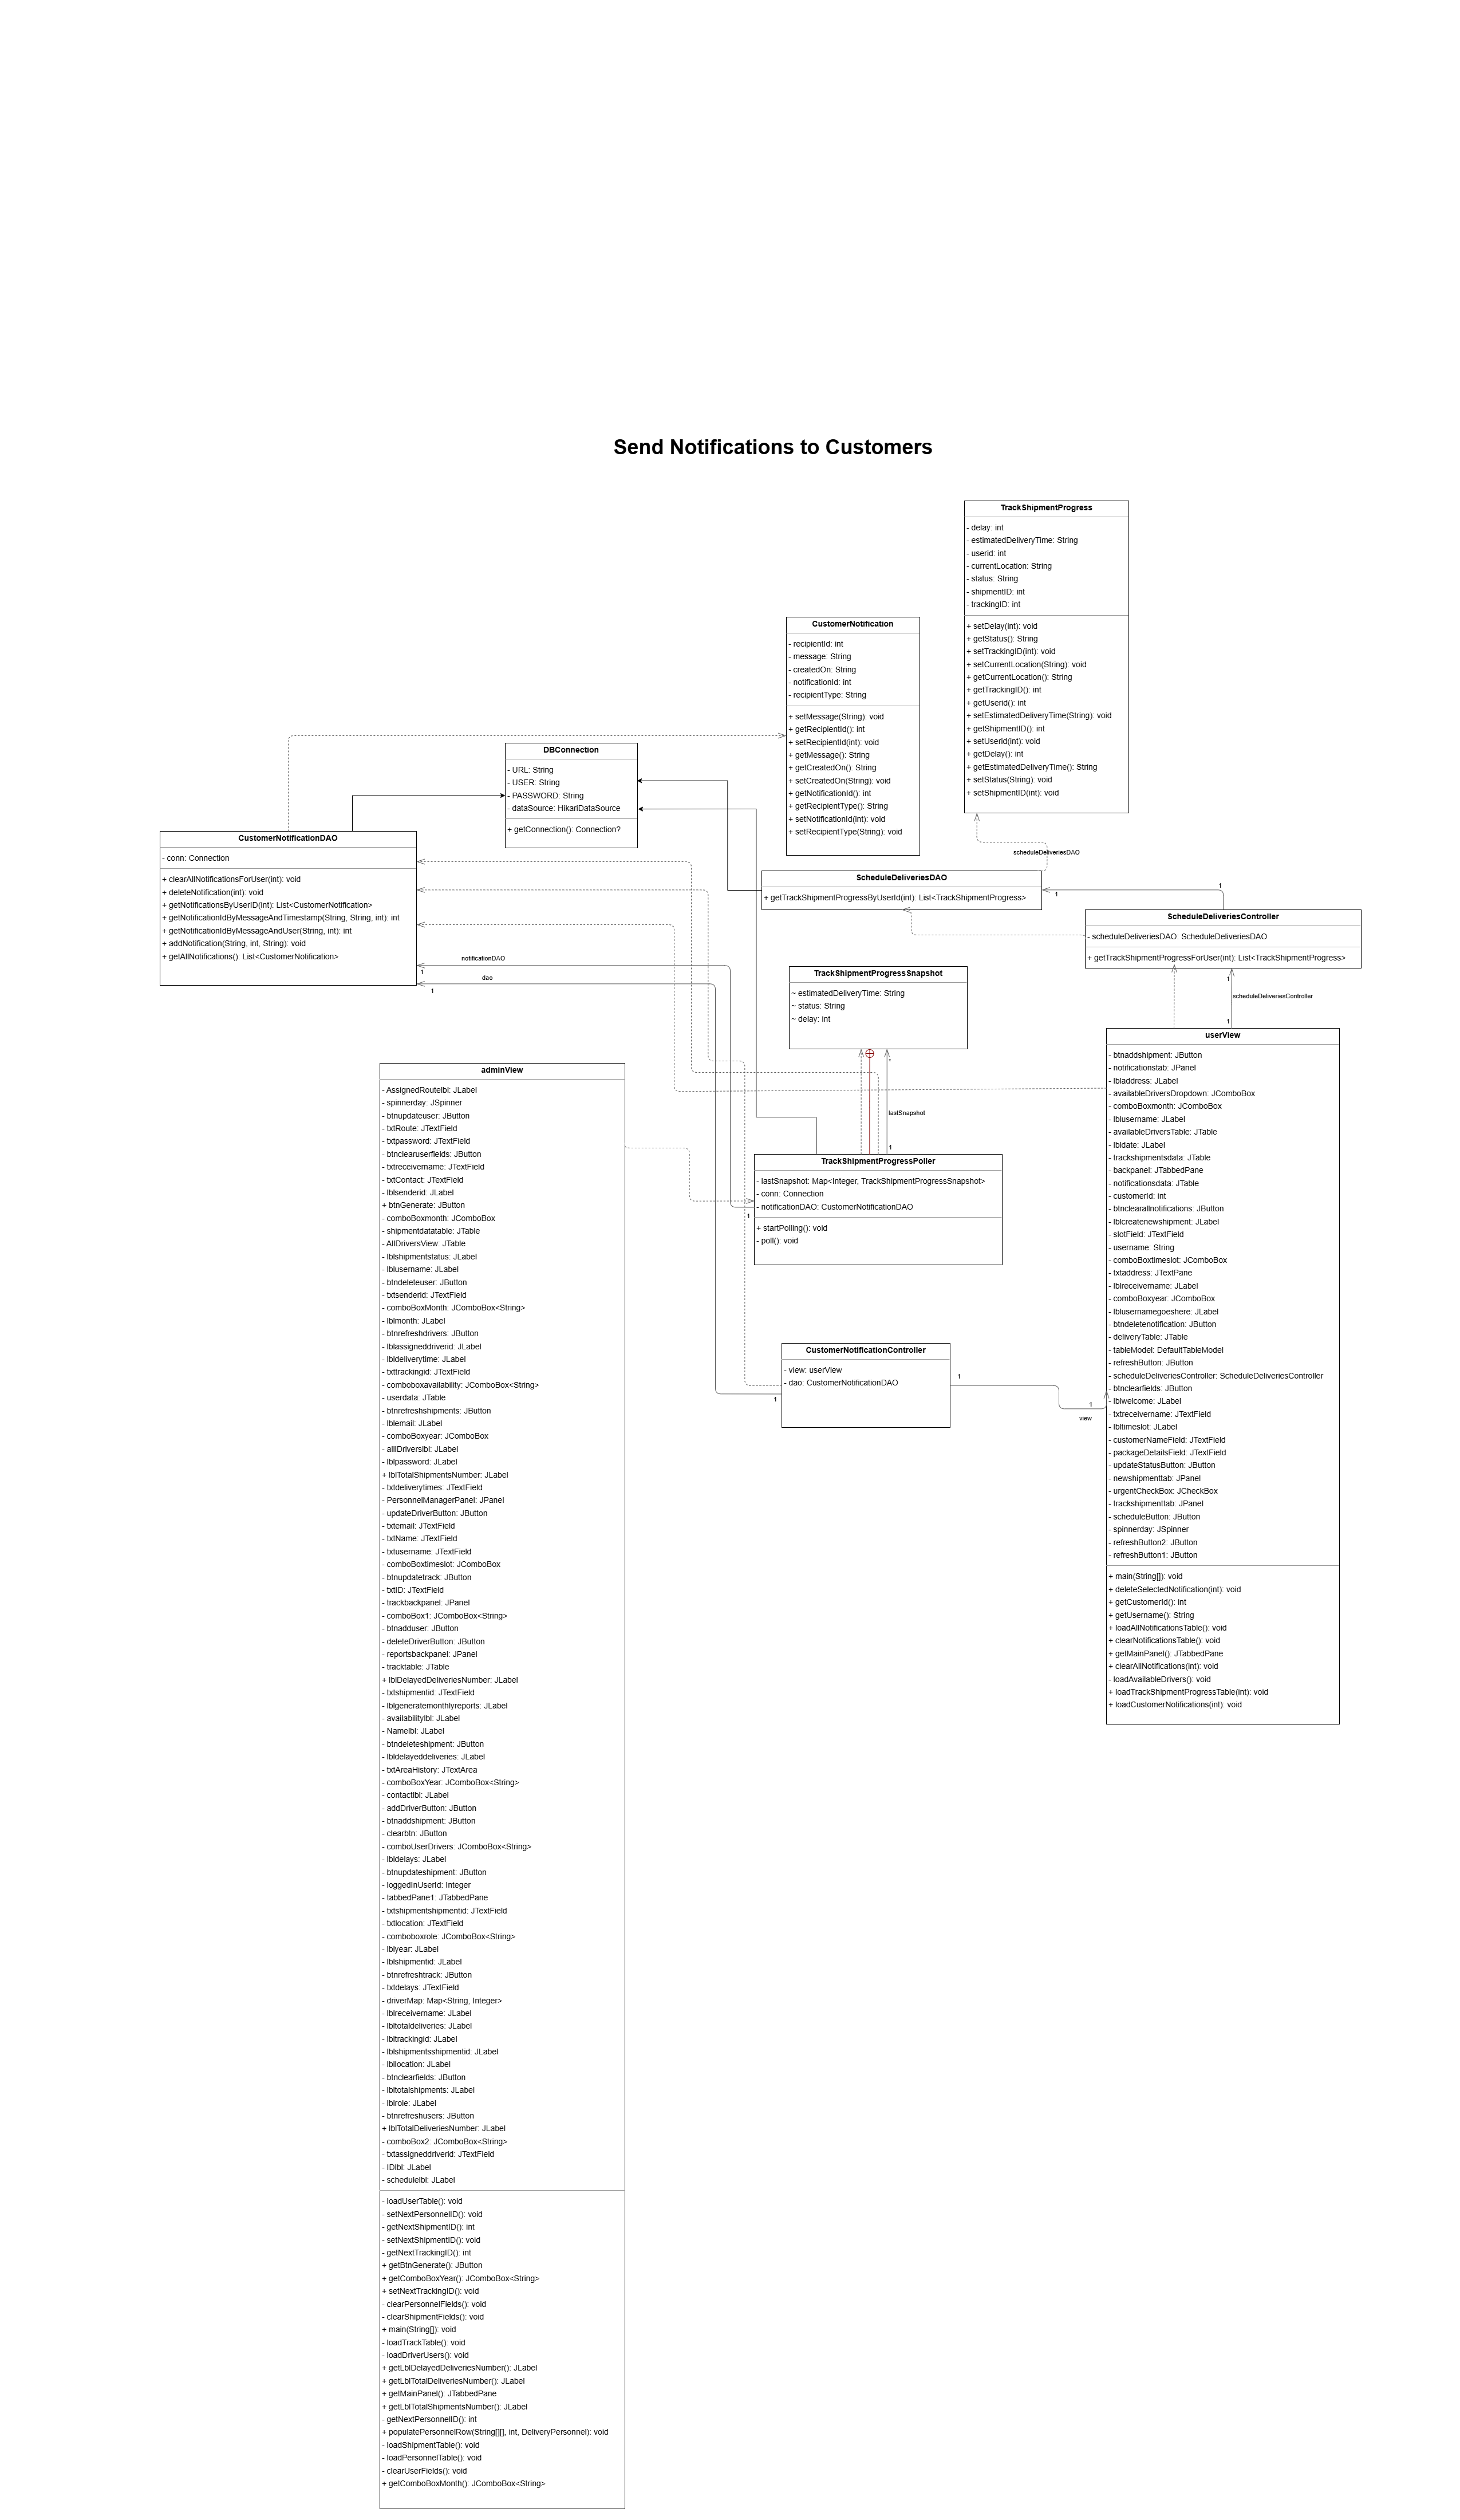 Send Notifications to Customers
TrackShipmentProgress
- delay: int
- estimatedDeliveryTime: String
- userid: int
- currentLocation: String
- status: String
- shipmentID: int
- trackingID: int
+ setDelay(int): void
+ getStatus(): String
+ setTrackingID(int): void
+ setCurrentLocation(String): void
+ getCurrentLocation(): String
+ getTrackingID(): int
+ getUserid(): int
+ setEstimatedDeliveryTime(String): void
+ getShipmentID(): int
+ setUserid(int): void
+ getDelay(): int
+ getEstimatedDeliveryTime(): String
+ setStatus(String): void
+ setShipmentID(int): void
CustomerNotification
- recipientId: int
- message: String
- createdOn: String
- notificationId: int
- recipientType: String
+ setMessage(String): void
+ getRecipientId(): int
+ setRecipientId(int): void
+ getMessage(): String
+ getCreatedOn(): String
+ setCreatedOn(String): void
+ getNotificationId(): int
+ getRecipientType(): String
+ setNotificationId(int): void
+ setRecipientType(String): void
DBConnection
- URL: String
- USER: String
- PASSWORD: String
- dataSource: HikariDataSource
+ getConnection(): Connection?
CustomerNotificationDAO
- conn: Connection
+ clearAllNotificationsForUser(int): void
+ deleteNotification(int): void
+ getNotificationsByUserID(int): List<CustomerNotification>
+ getNotificationIdByMessageAndTimestamp(String, String, int): int
+ getNotificationIdByMessageAndUser(String, int): int
+ addNotification(String, int, String): void
+ getAllNotifications(): List<CustomerNotification>
scheduleDeliveriesDAO
ScheduleDeliveriesDAO
+ getTrackShipmentProgressByUserId(int): List<TrackShipmentProgress>
1
1
ScheduleDeliveriesController
- scheduleDeliveriesDAO: ScheduleDeliveriesDAO
+ getTrackShipmentProgressForUser(int): List<TrackShipmentProgress>
notificationDAO
1
dao
1
TrackShipmentProgressSnapshot
~ estimatedDeliveryTime: String
~ status: String
~ delay: int
1
scheduleDeliveriesController
1
*
lastSnapshot
1
TrackShipmentProgressPoller
- lastSnapshot: Map<Integer, TrackShipmentProgressSnapshot>
- conn: Connection
- notificationDAO: CustomerNotificationDAO
+ startPolling(): void
- poll(): void
1
CustomerNotificationController
- view: userView
- dao: CustomerNotificationDAO
1
1
1
view
userView
- btnaddshipment: JButton
- notificationstab: JPanel
- lbladdress: JLabel
- availableDriversDropdown: JComboBox
- comboBoxmonth: JComboBox
- lblusername: JLabel
- availableDriversTable: JTable
- lbldate: JLabel
- trackshipmentsdata: JTable
- backpanel: JTabbedPane
- notificationsdata: JTable
- customerId: int
- btnclearallnotifications: JButton
- lblcreatenewshipment: JLabel
- slotField: JTextField
- username: String
- comboBoxtimeslot: JComboBox
- txtaddress: JTextPane
- lblreceivername: JLabel
- comboBoxyear: JComboBox
- lblusernamegoeshere: JLabel
- btndeletenotification: JButton
- deliveryTable: JTable
- tableModel: DefaultTableModel
- refreshButton: JButton
- scheduleDeliveriesController: ScheduleDeliveriesController
- btnclearfields: JButton
- lblwelcome: JLabel
- txtreceivername: JTextField
- lbltimeslot: JLabel
- customerNameField: JTextField
- packageDetailsField: JTextField
- updateStatusButton: JButton
- newshipmenttab: JPanel
- urgentCheckBox: JCheckBox
- trackshipmenttab: JPanel
- scheduleButton: JButton
- spinnerday: JSpinner
- refreshButton2: JButton
- refreshButton1: JButton
+ main(String[]): void
+ deleteSelectedNotification(int): void
+ getCustomerId(): int
+ getUsername(): String
+ loadAllNotificationsTable(): void
+ clearNotificationsTable(): void
+ getMainPanel(): JTabbedPane
+ clearAllNotifications(int): void
- loadAvailableDrivers(): void
+ loadTrackShipmentProgressTable(int): void
+ loadCustomerNotifications(int): void
adminView
- AssignedRoutelbl: JLabel
- spinnerday: JSpinner
- btnupdateuser: JButton
- txtRoute: JTextField
- txtpassword: JTextField
- btnclearuserfields: JButton
- txtreceivername: JTextField
- txtContact: JTextField
- lblsenderid: JLabel
+ btnGenerate: JButton
- comboBoxmonth: JComboBox
- shipmentdatatable: JTable
- AllDriversView: JTable
- lblshipmentstatus: JLabel
- lblusername: JLabel
- btndeleteuser: JButton
- txtsenderid: JTextField
- comboBoxMonth: JComboBox<String>
- lblmonth: JLabel
- btnrefreshdrivers: JButton
- lblassigneddriverid: JLabel
- lbldeliverytime: JLabel
- txttrackingid: JTextField
- comboboxavailability: JComboBox<String>
- userdata: JTable
- btnrefreshshipments: JButton
- lblemail: JLabel
- comboBoxyear: JComboBox
- alllDriverslbl: JLabel
- lblpassword: JLabel
+ lblTotalShipmentsNumber: JLabel
- txtdeliverytimes: JTextField
- PersonnelManagerPanel: JPanel
- updateDriverButton: JButton
- txtemail: JTextField
- txtName: JTextField
- txtusername: JTextField
- comboBoxtimeslot: JComboBox
- btnupdatetrack: JButton
- txtID: JTextField
- trackbackpanel: JPanel
- comboBox1: JComboBox<String>
- btnadduser: JButton
- deleteDriverButton: JButton
- reportsbackpanel: JPanel
- tracktable: JTable
+ lblDelayedDeliveriesNumber: JLabel
- txtshipmentid: JTextField
- lblgeneratemonthlyreports: JLabel
- availabilitylbl: JLabel
- Namelbl: JLabel
- btndeleteshipment: JButton
- lbldelayeddeliveries: JLabel
- txtAreaHistory: JTextArea
- comboBoxYear: JComboBox<String>
- contactlbl: JLabel
- addDriverButton: JButton
- btnaddshipment: JButton
- clearbtn: JButton
- comboUserDrivers: JComboBox<String>
- lbldelays: JLabel
- btnupdateshipment: JButton
- loggedInUserId: Integer
- tabbedPane1: JTabbedPane
- txtshipmentshipmentid: JTextField
- txtlocation: JTextField
- comboboxrole: JComboBox<String>
- lblyear: JLabel
- lblshipmentid: JLabel
- btnrefreshtrack: JButton
- txtdelays: JTextField
- driverMap: Map<String, Integer>
- lblreceivername: JLabel
- lbltotaldeliveries: JLabel
- lbltrackingid: JLabel
- lblshipmentsshipmentid: JLabel
- lbllocation: JLabel
- btnclearfields: JButton
- lbltotalshipments: JLabel
- lblrole: JLabel
- btnrefreshusers: JButton
+ lblTotalDeliveriesNumber: JLabel
- comboBox2: JComboBox<String>
- txtassigneddriverid: JTextField
- IDlbl: JLabel
- schedulelbl: JLabel
- loadUserTable(): void
- setNextPersonnelID(): void
- getNextShipmentID(): int
- setNextShipmentID(): void
- getNextTrackingID(): int
+ getBtnGenerate(): JButton
+ getComboBoxYear(): JComboBox<String>
+ setNextTrackingID(): void
- clearPersonnelFields(): void
- clearShipmentFields(): void
+ main(String[]): void
- loadTrackTable(): void
- loadDriverUsers(): void
+ getLblDelayedDeliveriesNumber(): JLabel
+ getLblTotalDeliveriesNumber(): JLabel
+ getMainPanel(): JTabbedPane
+ getLblTotalShipmentsNumber(): JLabel
- getNextPersonnelID(): int
+ populatePersonnelRow(String[][], int, DeliveryPersonnel): void
- loadShipmentTable(): void
- loadPersonnelTable(): void
- clearUserFields(): void
+ getComboBoxMonth(): JComboBox<String>